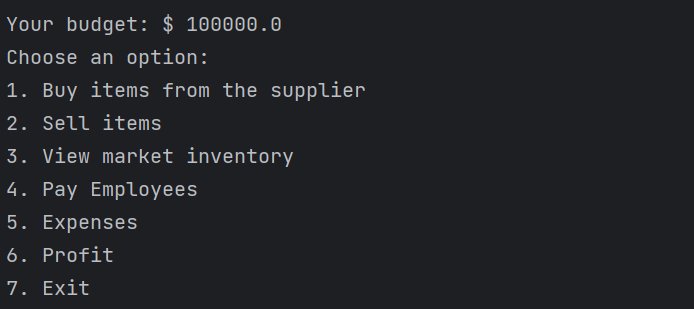 Your budget: $ 100000.0
Choose an option:
1. Buy items from the supplier
2. Sell items
3. View market inventory
4. Pay Employees
5. Expenses
6. Profit
7. Exit